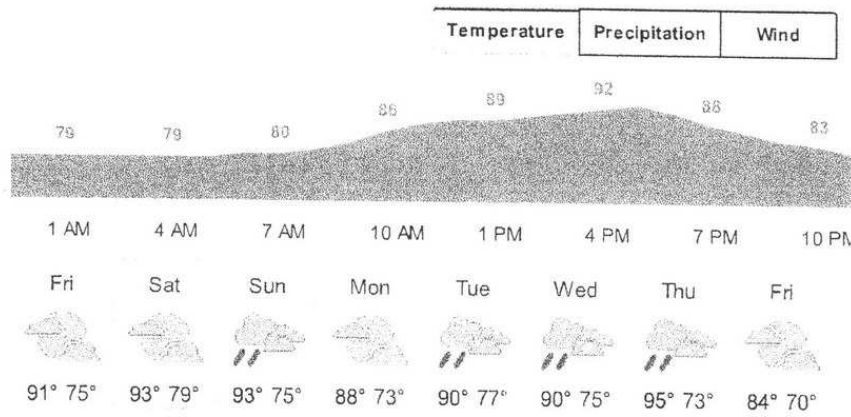 Temperature Precipitation Wind
79 79 80 86 89 92 88 83
1 AM 4 AM 7 AM 10 AM 1 PM 4 PM 7 PM 10 PM
Fri Sat Sun Mon Tue Wed Thu Fri
91° 75° 93° 79° 93° 75° 88° 73° 90° 77° 90° 75° 95° 73° 84° 70°